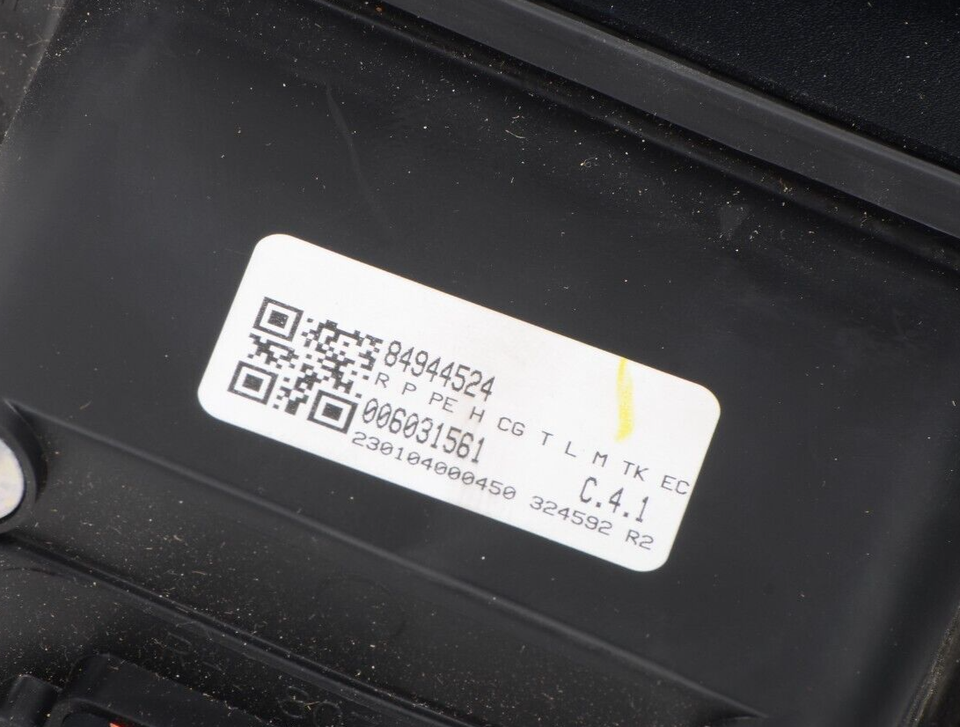 84944524
R P PE H CG T L M TK EC
006031561 C.4.1
230104000450 324592 R2